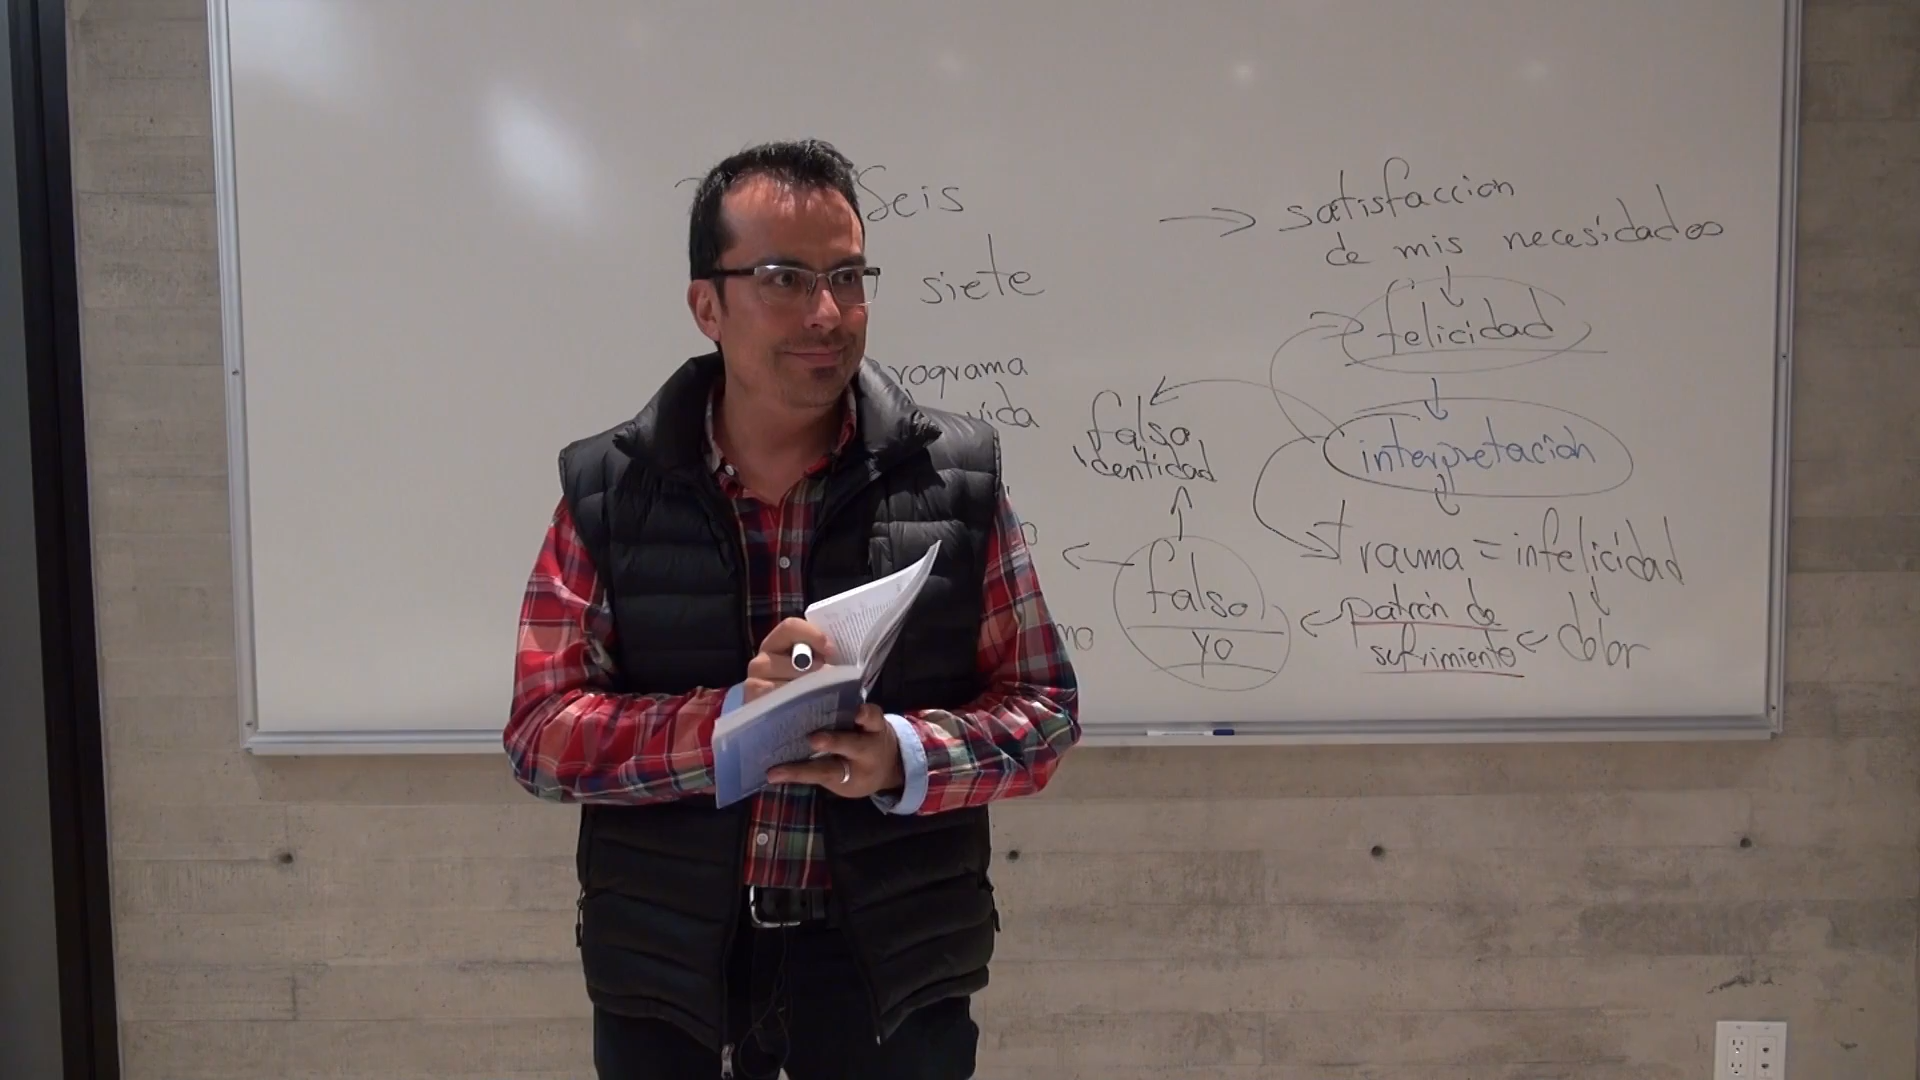 Seis
siete
rograma
vida
satisfaccion
de mis necesidades
felicidad
interpretación
falsa
identidad
trauma = infelicidad
falso
yo
patrón de
sufrimiento
dolor